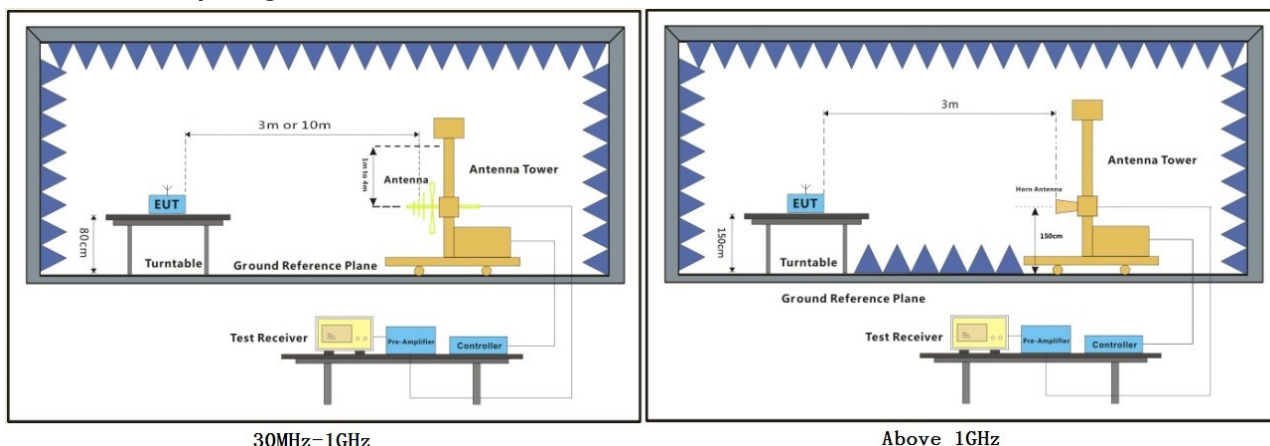 3m or 10m
1m to 4m
Antenna
Antenna Tower
EUT
80cm
Turntable
Ground Reference Plane
Test Receiver
Pre-Amplifier
Controller
30MHz-1GHz
3m
Antenna Tower
Horn Antenna
EUT
150cm
150cm
Turntable
Ground Reference Plane
Test Receiver
Pre-Amplifier
Controller
Above 1GHz